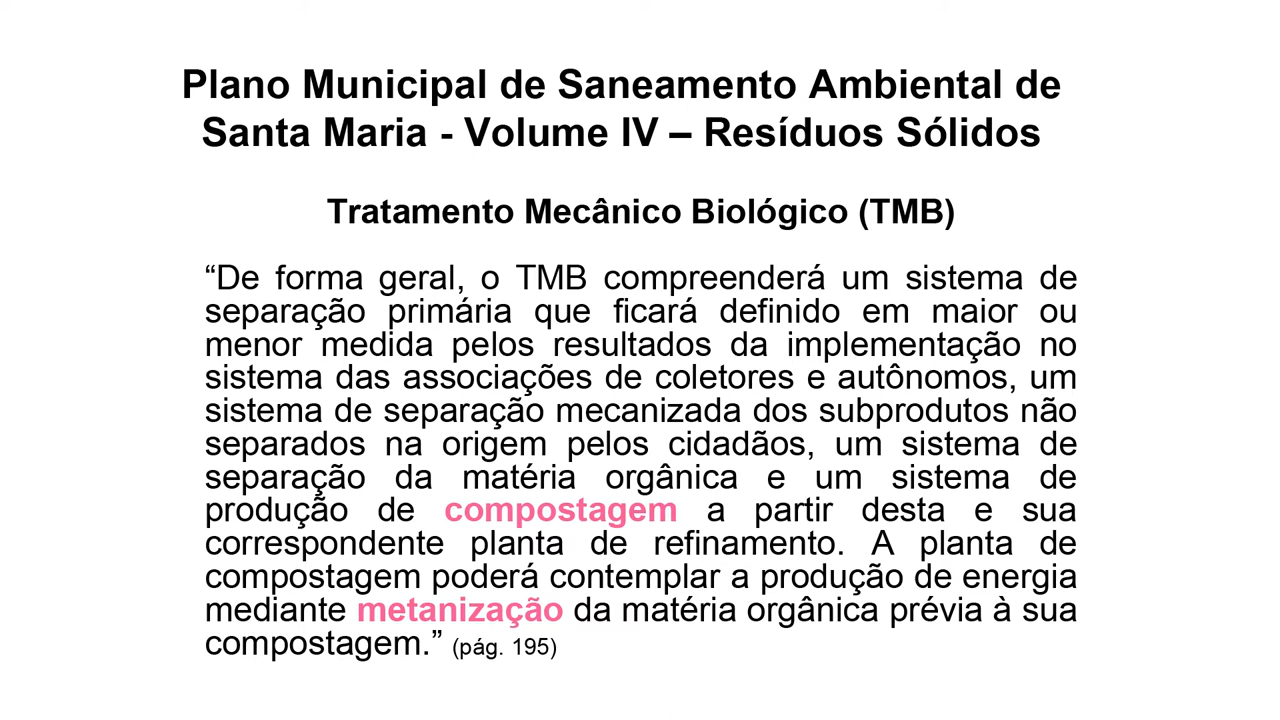 Plano Municipal de Saneamento Ambiental de
Santa Maria - Volume IV – Resíduos Sólidos
Tratamento Mecânico Biológico (TMB)
“De forma geral, o TMB compreenderá um sistema de
separação primária que ficará definido em maior ou
menor medida pelos resultados da implementação no
sistema das associações de coletores e autônomos, um
sistema de separação mecanizada dos subprodutos não
separados na origem pelos cidadãos, um sistema de
separação da matéria orgânica e um sistema de
produção de compostagem a partir desta e sua
correspondente planta de refinamento. A planta de
compostagem poderá contemplar a produção de energia
mediante metanização da matéria orgânica prévia à sua
compostagem.” (pág. 195)